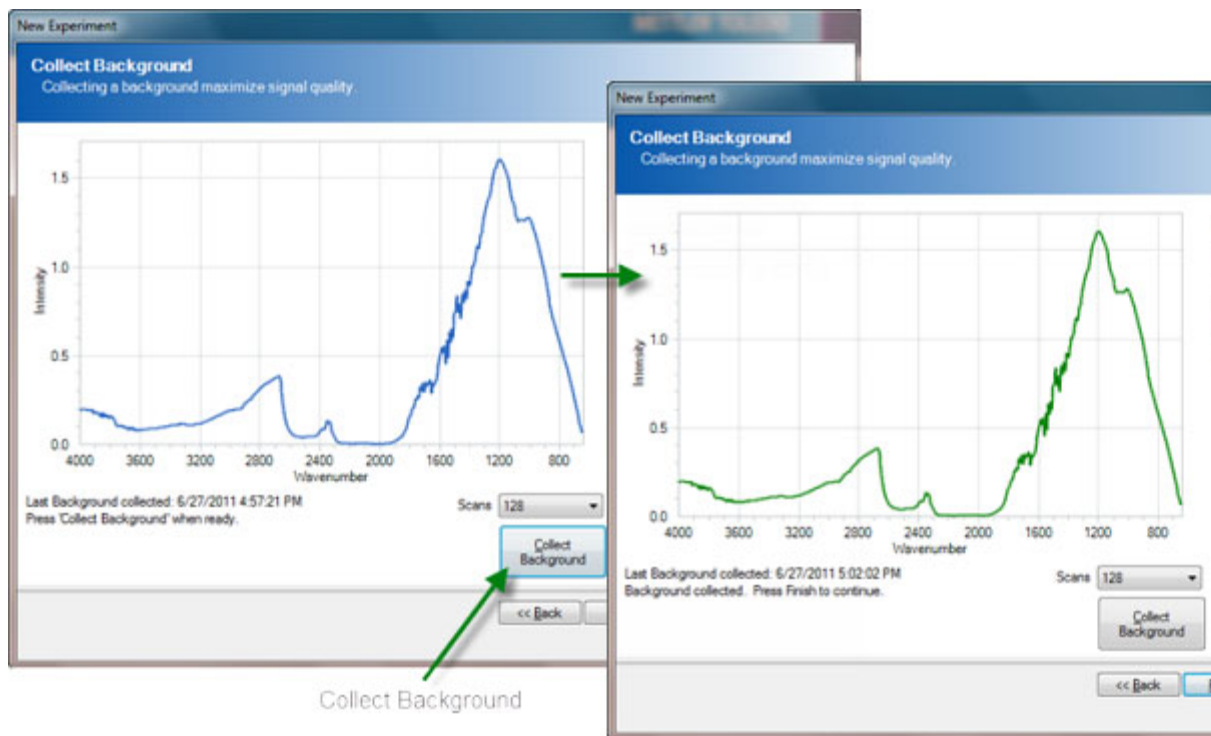 New Experiment
Collect Background
Collecting a background maximize signal quality.
1.5
1.0
0.5
0.0
Intensity
4000 3600 3200 2800 2400 2000 1600 1200 800
Wavenumber
Last Background collected: 6/27/2011 4:57:21 PM
Press 'Collect Background' when ready.
Scans 128
Collect
Background
<< Back
Collect Background
New Experiment
Collect Background
Collecting a background maximize signal quality.
1.5
1.0
0.5
0.0
Intensity
4000 3600 3200 2800 2400 2000 1600 1200 800
Wavenumber
Last Background collected: 6/27/2011 5:02:02 PM
Background collected. Press Finish to continue.
Scans 128
Collect
Background
<< Back